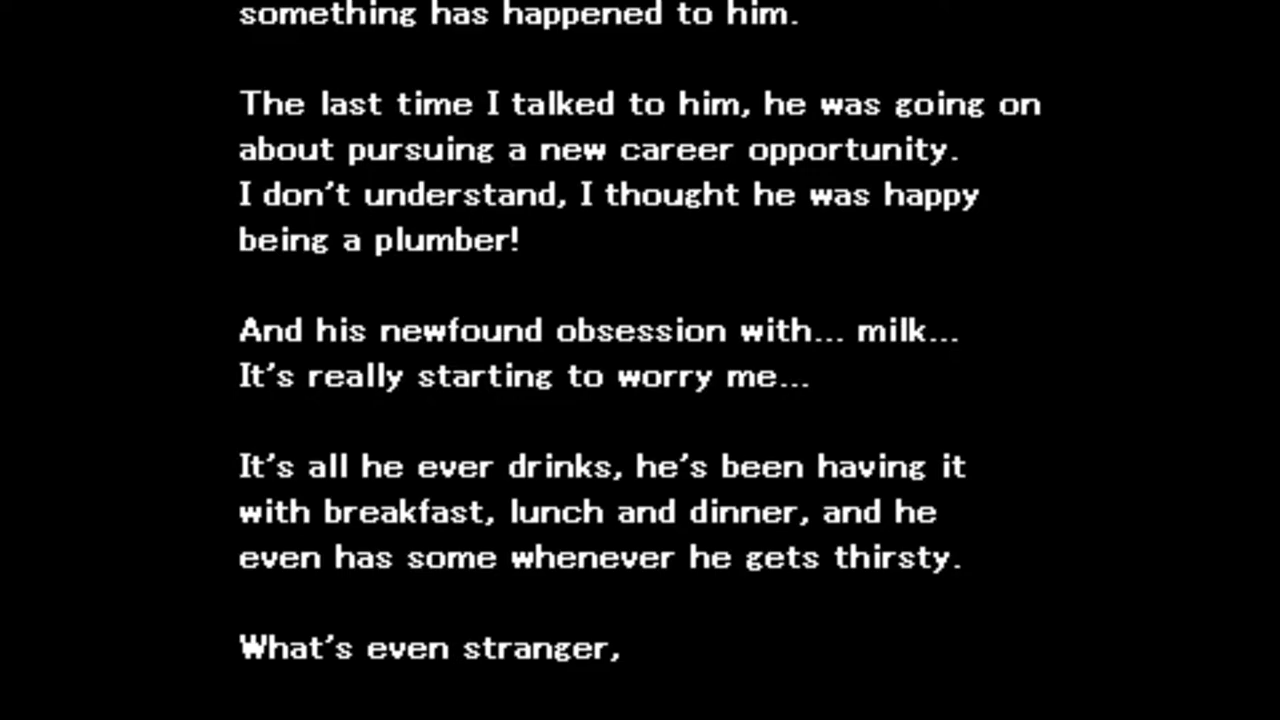 something has happened to him.
The last time I talked to him, he was going on
about pursuing a new career opportunity.
I don't understand, I thought he was happy
being a plumber!
And his newfound obsession with... milk...
It's really starting to worry me...
It's all he ever drinks, he's been having it
with breakfast, lunch and dinner, and he
even has some whenever he gets thirsty.
What's even stranger,